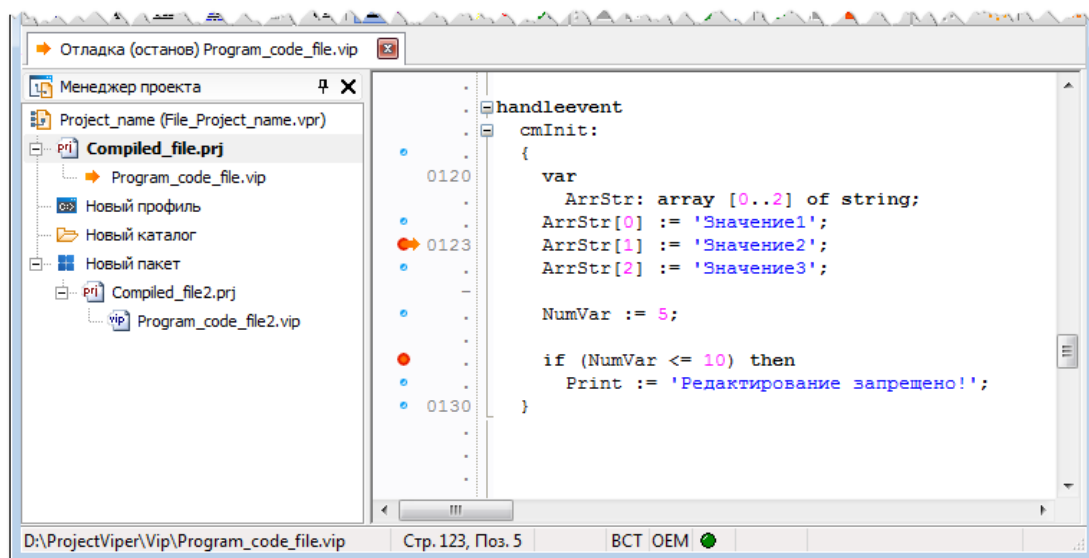 Отладка (останов) Program_code_file.vip
Менеджер проекта
Project_name (File_Project_name.vpr)
Compiled_file.prj
Program_code_file.vip
Новый профиль
Новый каталог
Новый пакет
Compiled_file2.prj
Program_code_file2.vip
handleevent
cmInit:
{
0120 var
ArrStr: array [0..2] of string;
ArrStr[0] := 'Значение1';
0123 ArrStr[1] := 'Значение2';
ArrStr[2] := 'Значение3';
NumVar := 5;
if (NumVar <= 10) then
Print := 'Редактирование запрещено!';
0130 }
D:\ProjectViper\Vip\Program_code_file.vip Стр. 123, Поз. 5 ВСТ OEM